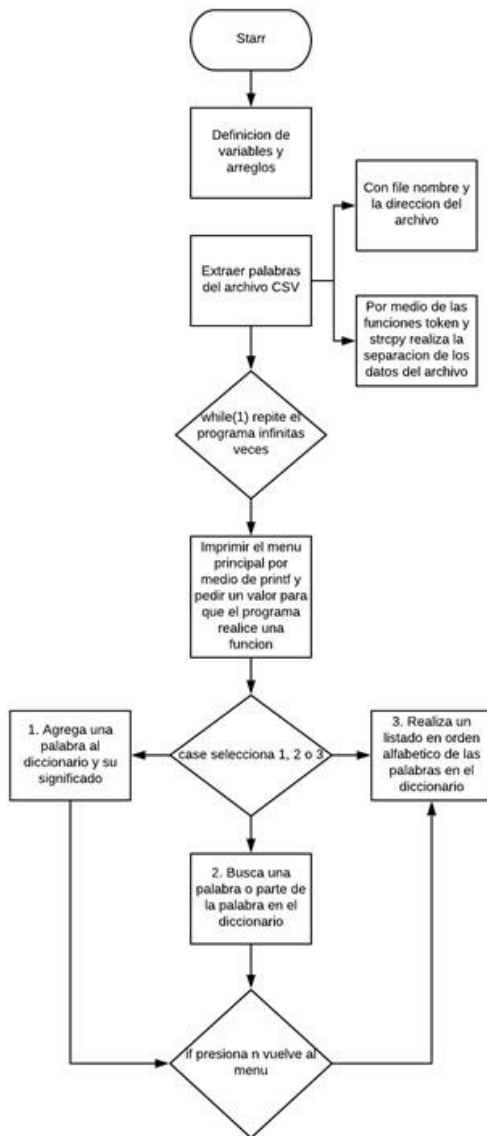 Starr
Definicion de
variables y
arreglos
Con file nombre y
la direccion del
archivo
Extraer palabras
del archivo CSV
Por medio de las
funciones token y
strcpy realiza la
separacion de los
datos del archivo
while(1) repite el
programa infinitas
veces
Imprimir el menu
principal por
medio de printf y
pedir un valor para
que el programa
realice una
funcion
1. Agrega una
palabra al
diccionario y su
significado
case selecciona 1, 2 o 3
3. Realiza un
listado en orden
alfabetico de las
palabras en el
diccionario
2. Busca una
palabra o parte de
la palabra en el
diccionario
if presiona n vuelve al
menu